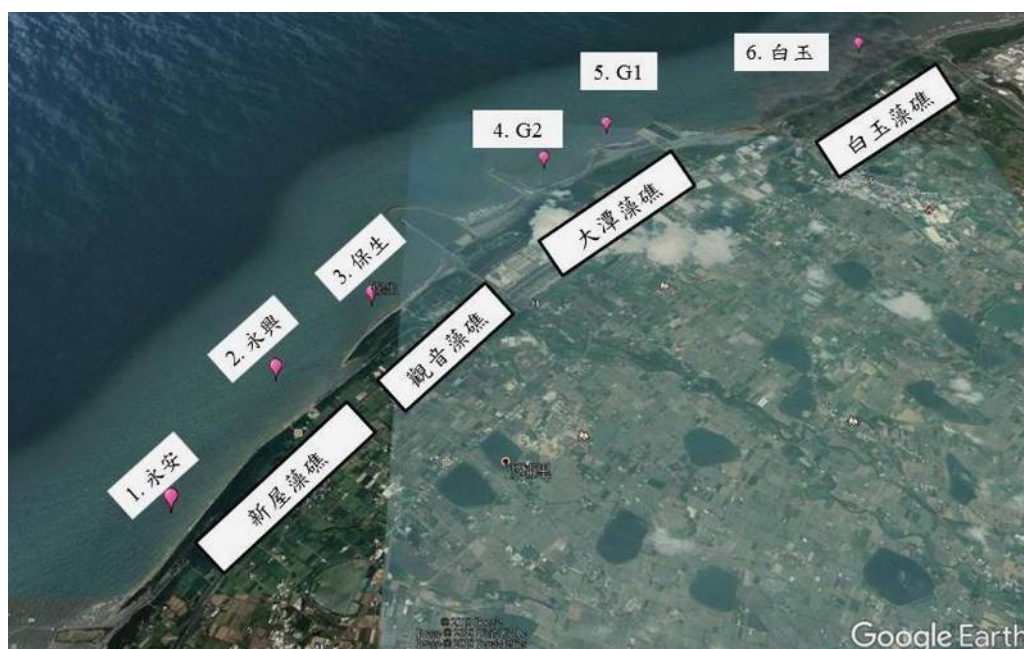 6. 白玉
5. G1
4. G2
白玉藻礁
大潭藻礁
3. 保生
觀音藻礁
2. 永興
新屋藻礁
1. 永安
Google Earth